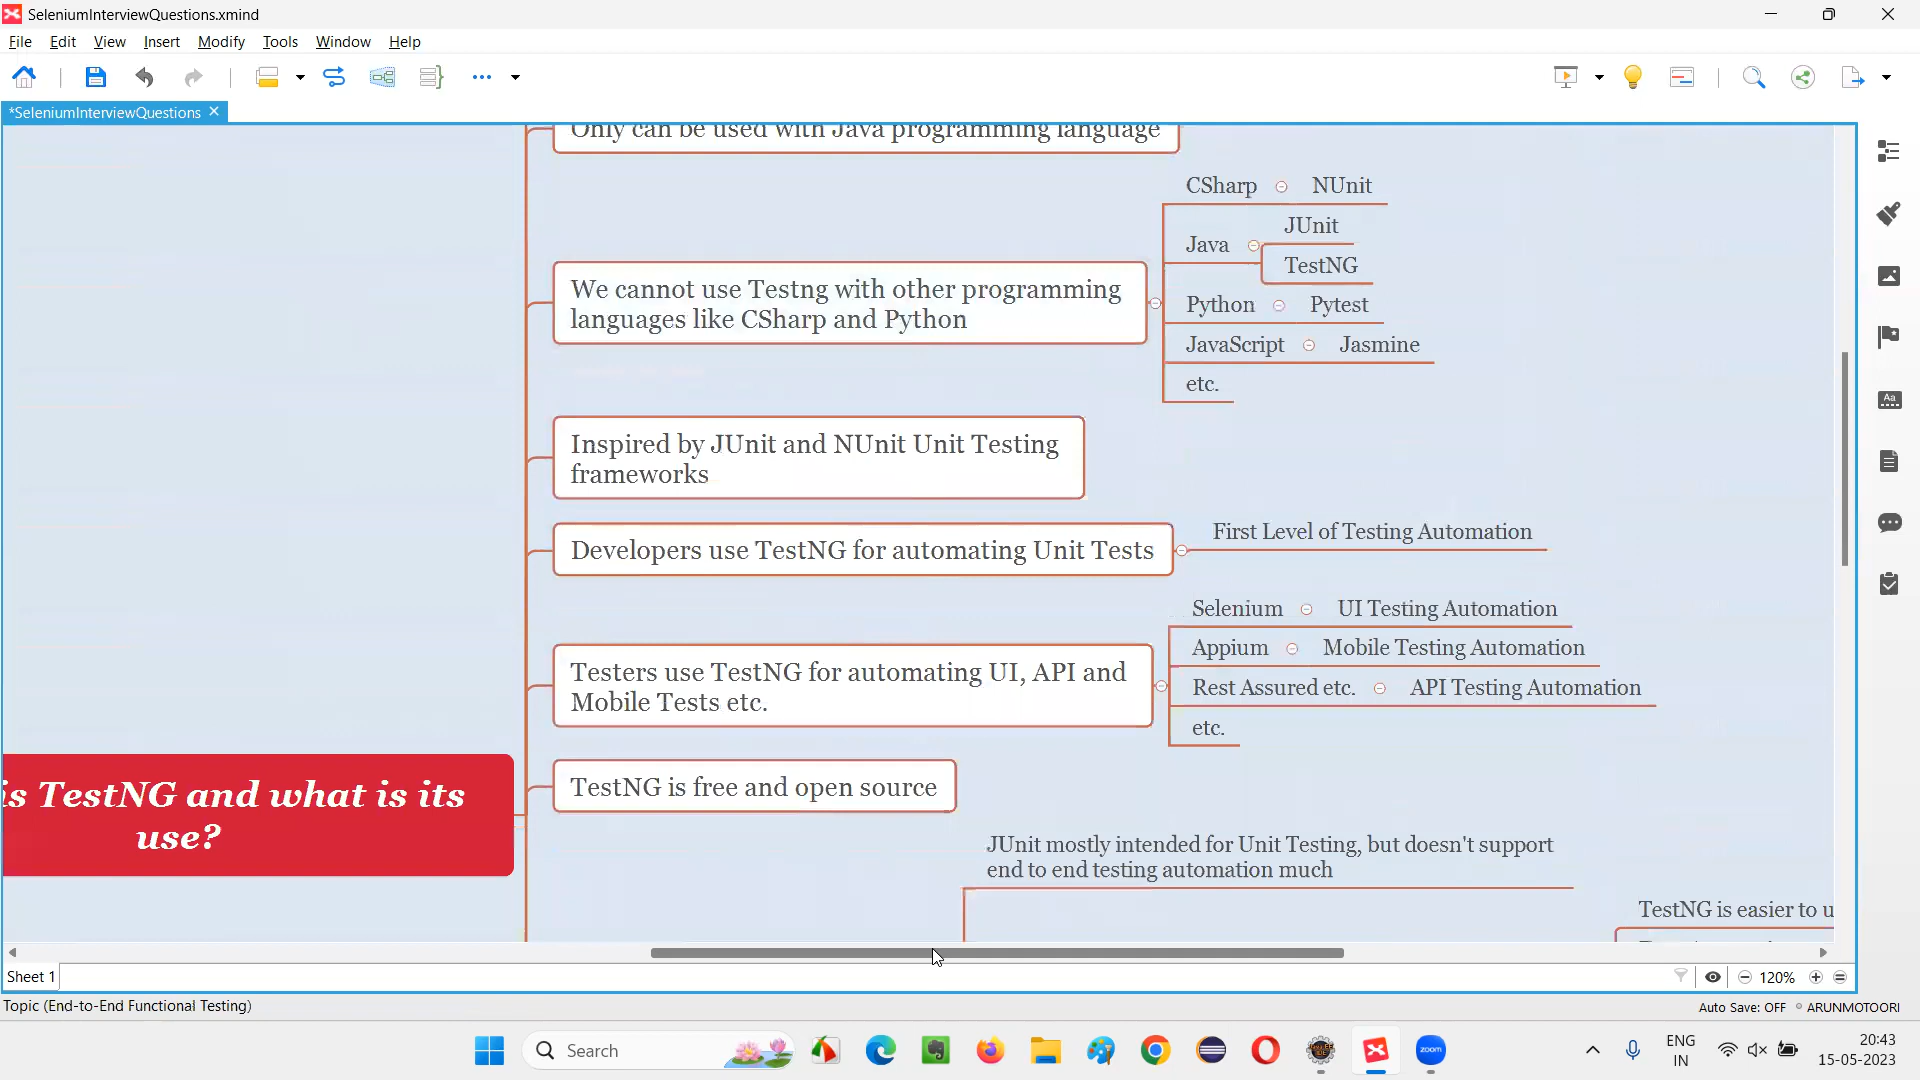 SeleniumInterviewQuestions.xmind
File Edit View Insert Modify Tools Window Help
*SeleniumInterviewQuestions
Only can be used with Java programming language
CSharp NUnit
JUnit
Java
TestNG
We cannot use Testng with other programming
languages like CSharp and Python
Python Pytest
JavaScript Jasmine
etc.
Inspired by JUnit and NUnit Unit Testing
frameworks
Developers use TestNG for automating Unit Tests
First Level of Testing Automation
Selenium UI Testing Automation
Appium Mobile Testing Automation
Testers use TestNG for automating UI, API and
Mobile Tests etc.
Rest Assured etc. API Testing Automation
etc.
is TestNG and what is its
use?
TestNG is free and open source
JUnit mostly intended for Unit Testing, but doesn't support
end to end testing automation much
TestNG is easier to u
Sheet 1
120%
Topic (End-to-End Functional Testing)
Auto Save: OFF ARUNMOTOORI
Search
zoom
ENG
IN
20:43
15-05-2023